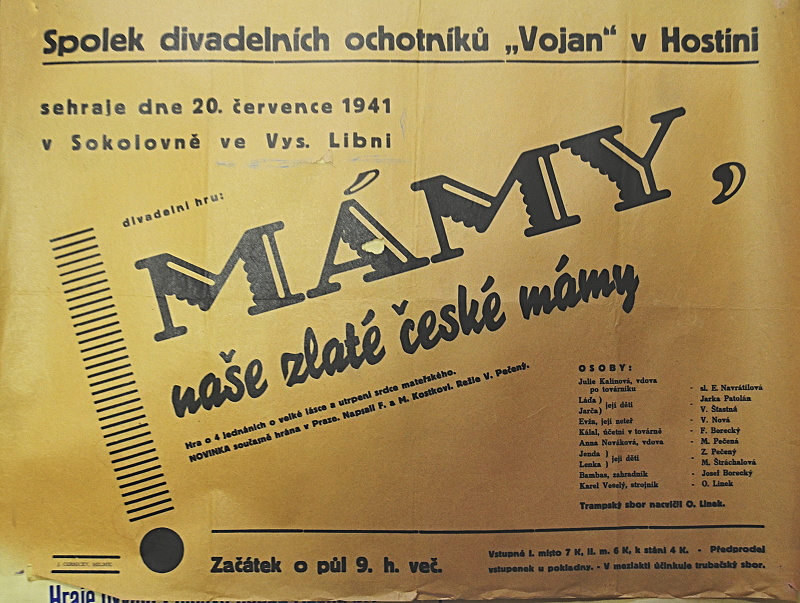 Spolek divadelních ochotníků „Vojan“ v Hostíni
sehraje dne 20. července 1941
v Sokolovně ve Vys. Libni
divadelní hru:
MÁMY,
naše zlaté české mámy
Hra o 4 jednáních o velké lásce a utrpení srdce mateřského.
NOVINKA současně hrána v Praze. Napsali F. a M. Kostkovi. Režie V. Pečený.
OSOBY:
Julie Kalinová, vdova
po továrníku - sl. E. Navrátilová
Láďa ) Jarka Patolán
její děti
Jarča) - V. Šťastná
Evža, její neteř - V. Nová
Kálal, účetní v továrně - F. Borecký
Anna Nováková, vdova - M. Pečená
Jenda ) Z. Pečený
její děti
Lenka ) - M. Štráchalová
Bambas, zahradník - Josef Borecký
Karel Veselý, strojník - O. Linek
Trampský sbor nacvičil O. Linek.
Začátek o půl 9. h. več.
Vstupné I. místo 7 K, II. m. 6 K, k stání 4 K. - Předprodej
vstupenek u pokladny. - V meziaktí účinkuje trubačský sbor.
Hraje